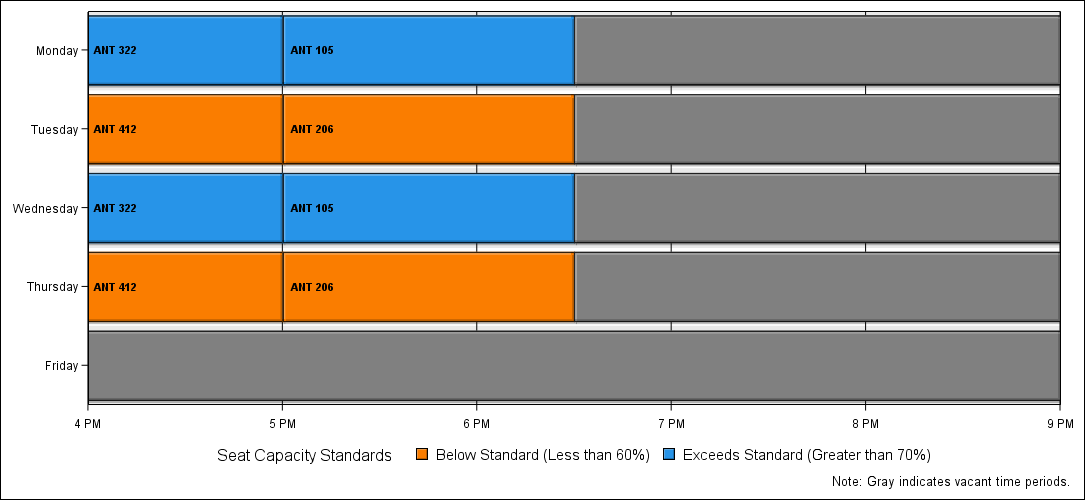 Monday ANT 322 ANT 105
Tuesday ANT 412 ANT 206
Wednesday ANT 322 ANT 105
Thursday ANT 412 ANT 206
Friday
4 PM 5 PM 6 PM 7 PM 8 PM 9 PM
Seat Capacity Standards Below Standard (Less than 60%) Exceeds Standard (Greater than 70%)
Note: Gray indicates vacant time periods.